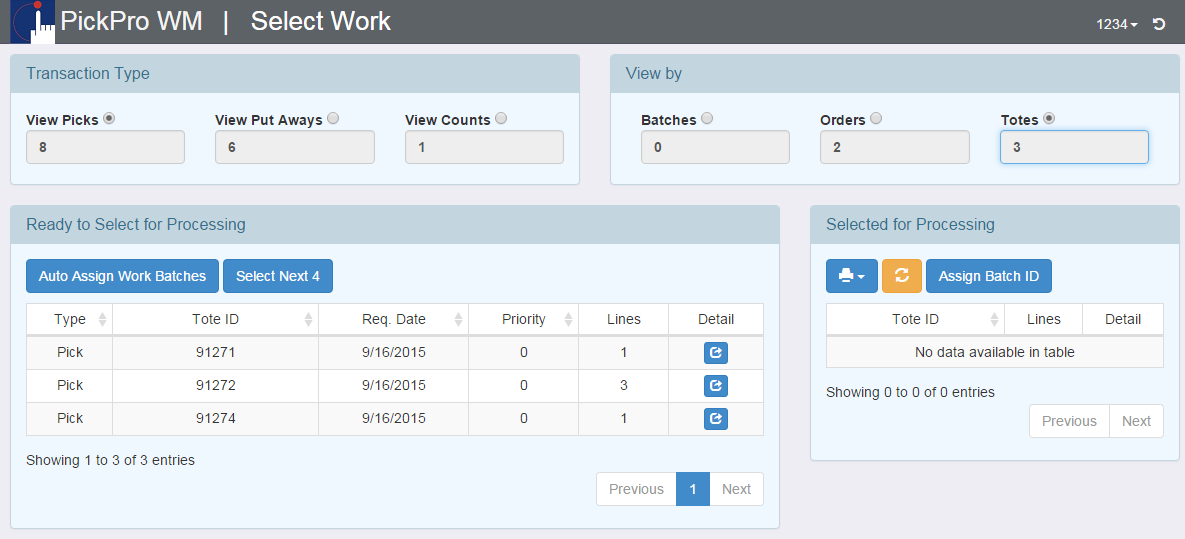 PickPro WM | Select Work
1234
Transaction Type
View Picks
View Put Aways
View Counts
8
6
1
View by
Batches
Orders
Totes
0
2
3
Ready to Select for Processing
Auto Assign Work Batches
Select Next 4
Type Tote ID Req. Date Priority Lines Detail
Pick 91271 9/16/2015 0 1
Pick 91272 9/16/2015 0 3
Pick 91274 9/16/2015 0 1
Showing 1 to 3 of 3 entries
Previous 1 Next
Selected for Processing
Assign Batch ID
Tote ID Lines Detail
No data available in table
Showing 0 to 0 of 0 entries
Previous Next